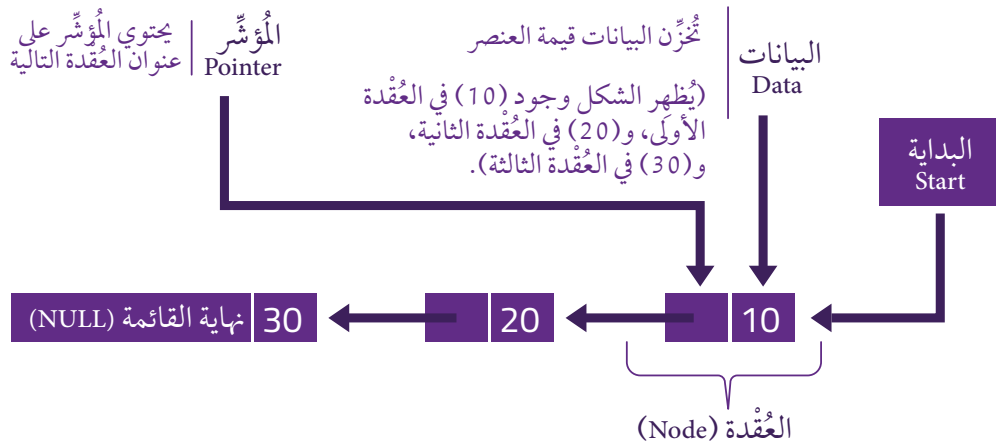 البيانات
Data
تُخزِّن البيانات قيمة العنصر
(يُظهِر الشكل وجود (10) في العُقْدة
الأولى، و(20) في العُقْدة الثانية،
و(30) في العُقْدة الثالثة).
المُؤشِّر
Pointer
يحتوي المُؤشِّر على
عنوان العُقْدة التالية
البداية
Start
10
20
30
نهاية القائمة (NULL)
العُقْدة (Node)